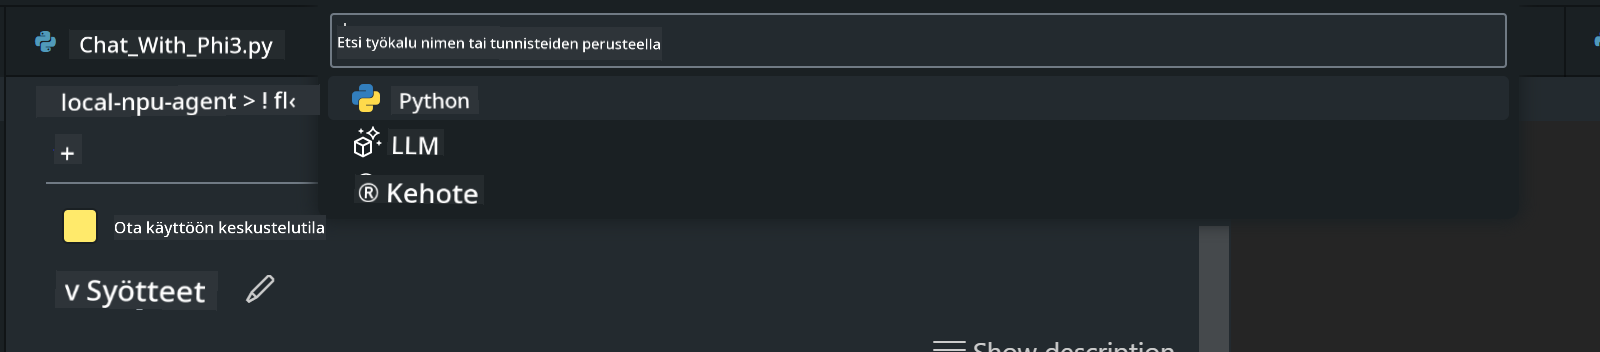 Chat_With_Phi3.py
Etsi työkalu nimen tai tunnisteiden perusteella
local-npu-agent > ! fl‹
Python
+
LLM
® Kehote
Ota käyttöön keskustelutila
v Syötteet
Show description